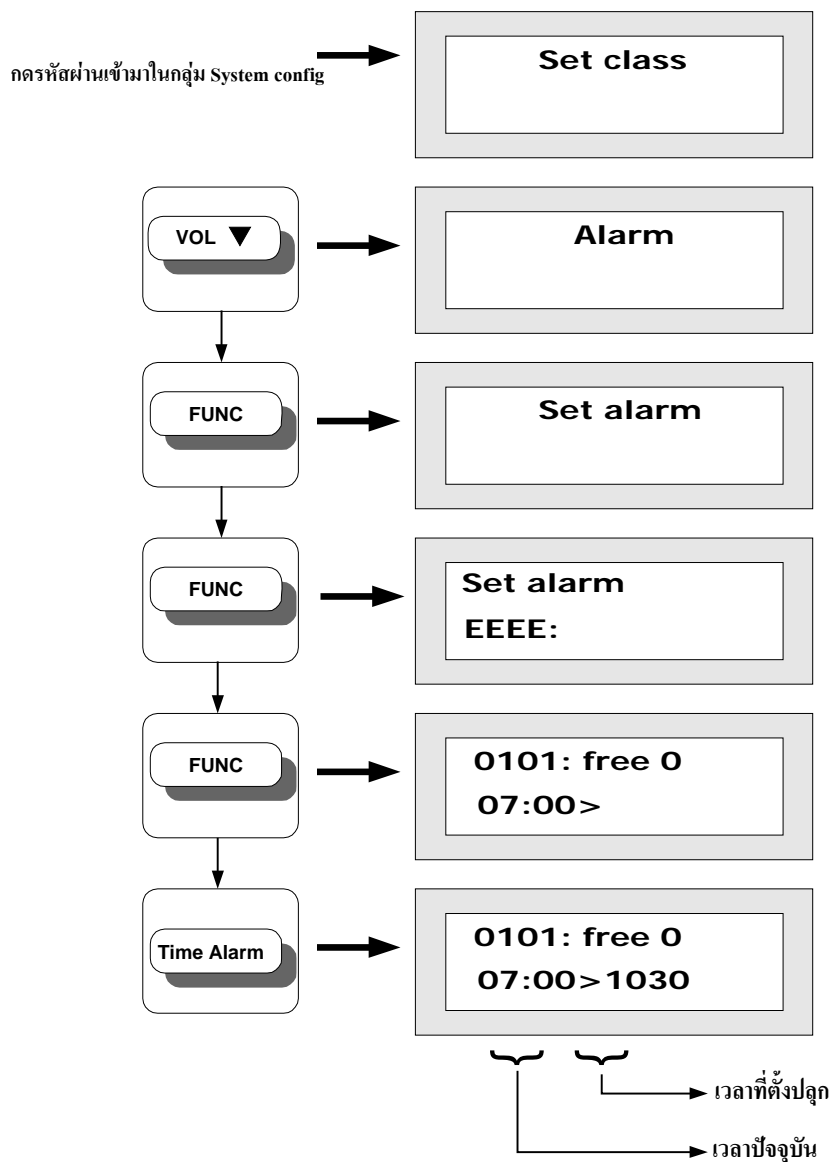 กดรหัสผ่านเข้ามาในกลุ่ม System config
Set class
VOL ▼
Alarm
FUNC
Set alarm
FUNC
Set alarm
EEEE:
FUNC
0101: free 0
07:00>
Time Alarm
0101: free 0
07:00>1030
เวลาที่ตั้งปลุก
เวลาปัจจุบัน